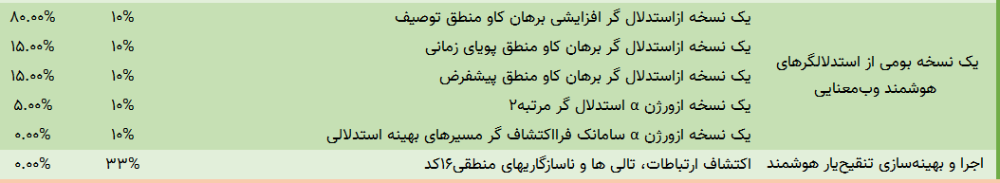 یک نسخه ازاستدلال گر افزایشی برهان کاو منطق توصیف ۱۰% ۸۰.۰۰%
یک نسخه ازاستدلال گر برهان کاو منطق پویای زمانی ۱۰% ۱۵.۰۰%
یک نسخه بومی از استدلالگرهای
هوشمند وب‌معنایی
یک نسخه ازاستدلال گر برهان کاو منطق پیشفرض ۱۰% ۱۵.۰۰%
یک نسخه ازورژن α استدلال گر مرتبه۲ ۱۰% ۵.۰۰%
یک نسخه ازورژن α سامانک فرااکتشاف گر مسیرهای بهینه استدلالی ۱۰% ۰.۰۰%
اجرا و بهینه‌سازی تنقیح‌یار هوشمند اکتشاف ارتباطات، تالی ها و ناسازگاریهای منطقی۱۶کد ۳۳% ۰.۰۰%